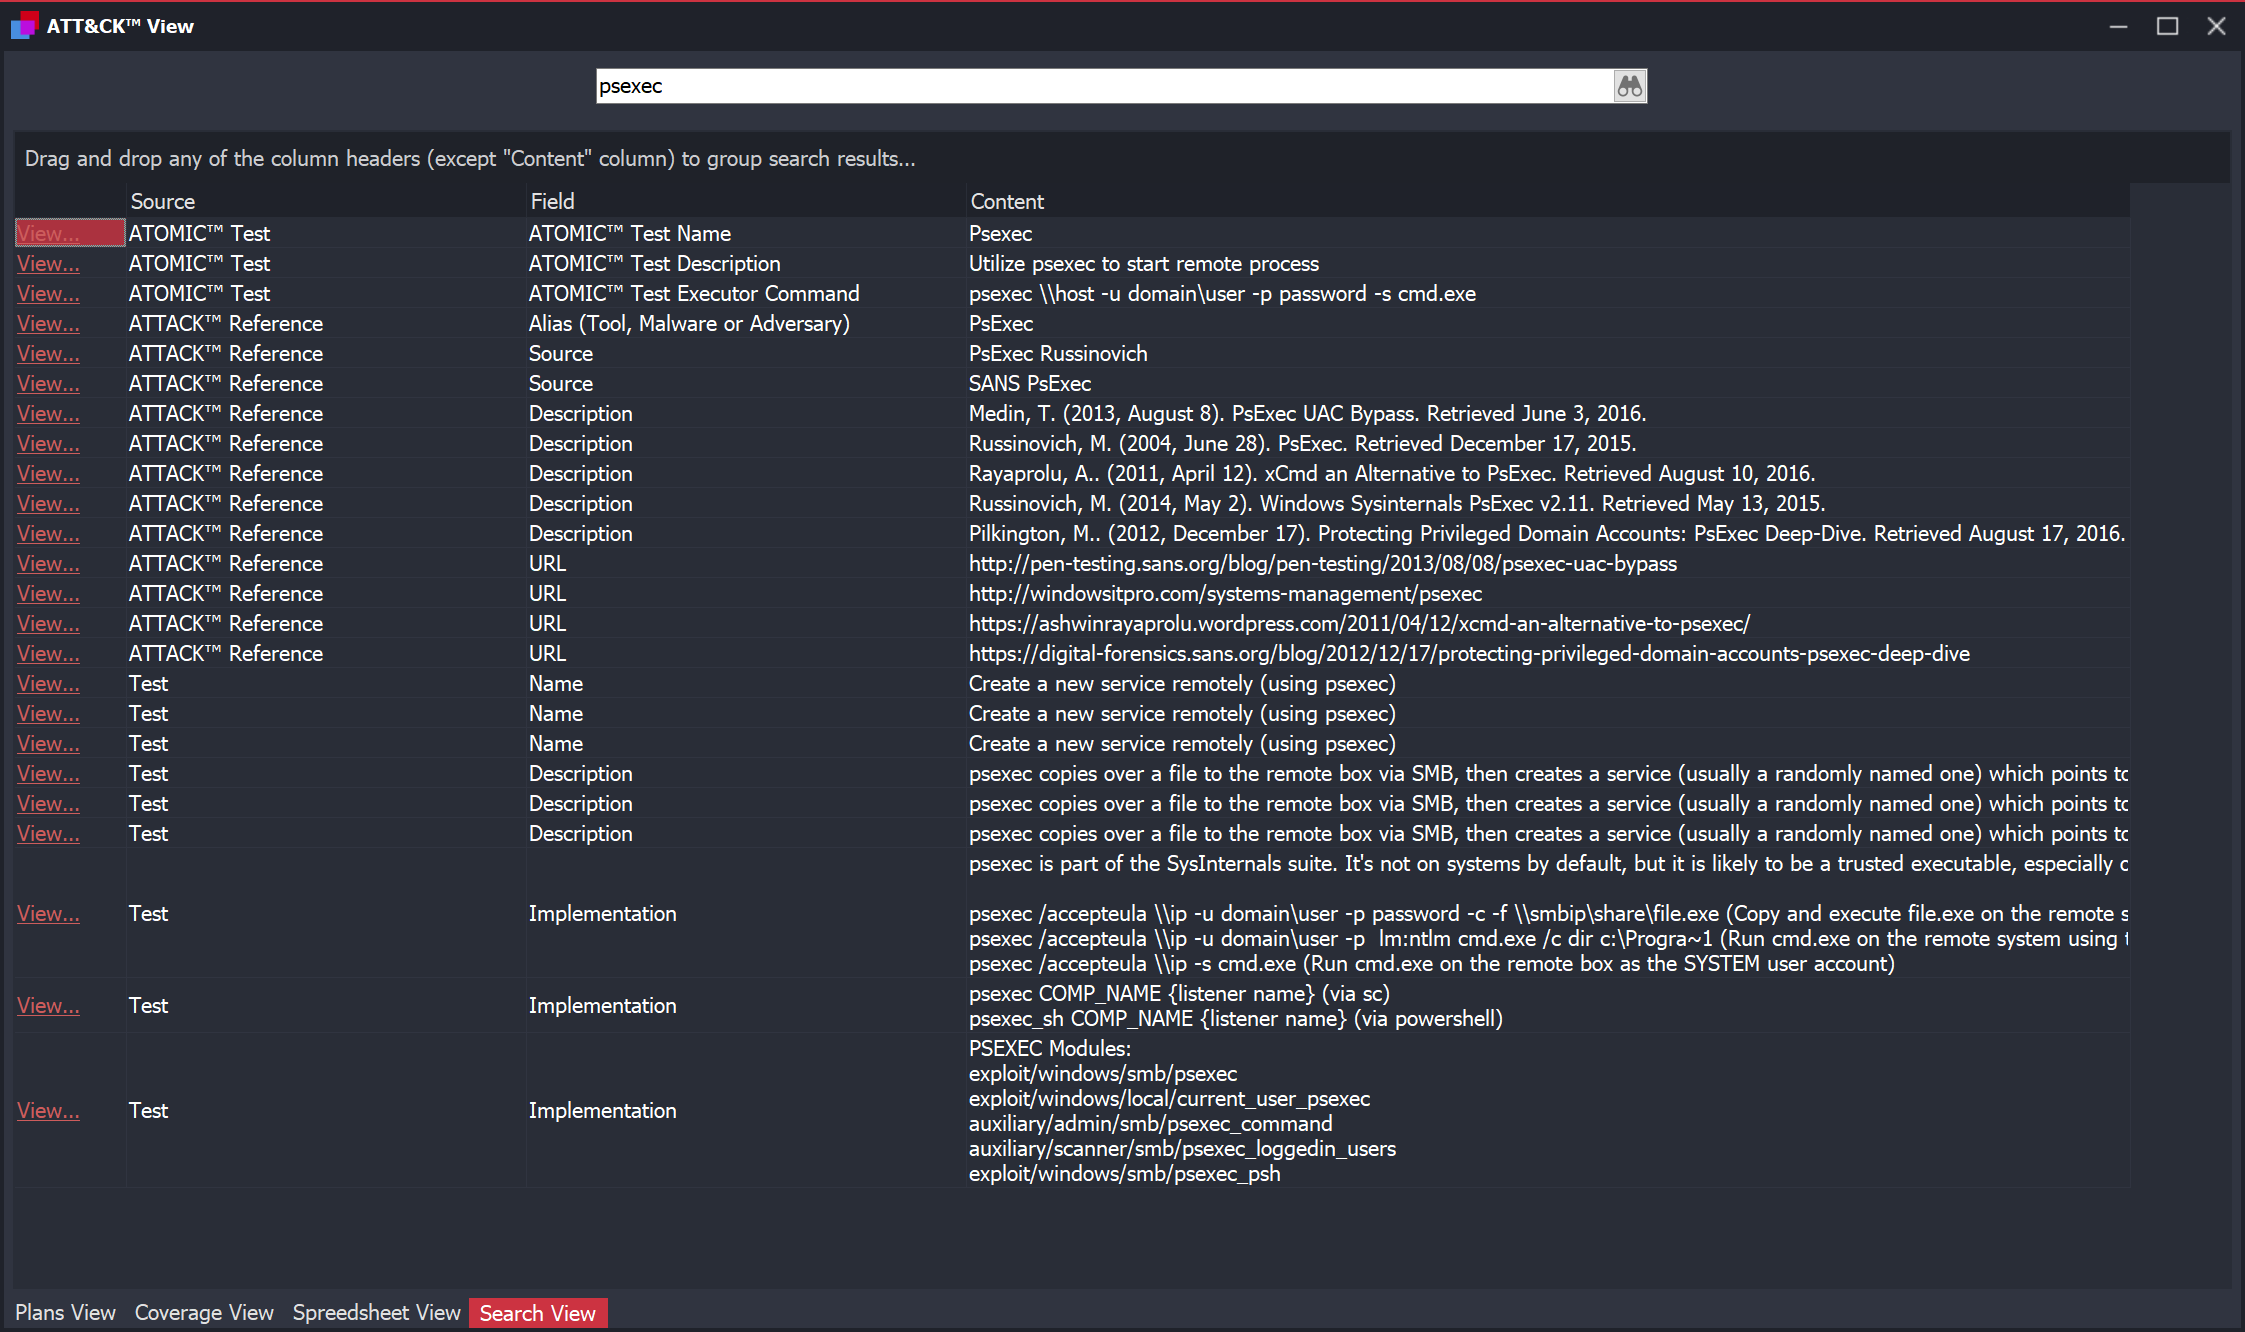 ATT&CK™ View
psexec
Drag and drop any of the column headers (except "Content" column) to group search results...
Source Field Content
View... ATOMIC™ Test ATOMIC™ Test Name Psexec
View... ATOMIC™ Test ATOMIC™ Test Description Utilize psexec to start remote process
View... ATOMIC™ Test ATOMIC™ Test Executor Command psexec \\host -u domain\user -p password -s cmd.exe
View... ATTACK™ Reference Alias (Tool, Malware or Adversary) PsExec
View... ATTACK™ Reference Source PsExec Russinovich
View... ATTACK™ Reference Source SANS PsExec
View... ATTACK™ Reference Description Medin, T. (2013, August 8). PsExec UAC Bypass. Retrieved June 3, 2016.
View... ATTACK™ Reference Description Russinovich, M. (2004, June 28). PsExec. Retrieved December 17, 2015.
View... ATTACK™ Reference Description Rayaprolu, A.. (2011, April 12). xCmd an Alternative to PsExec. Retrieved August 10, 2016.
View... ATTACK™ Reference Description Russinovich, M. (2014, May 2). Windows Sysinternals PsExec v2.11. Retrieved May 13, 2015.
View... ATTACK™ Reference Description Pilkington, M.. (2012, December 17). Protecting Privileged Domain Accounts: PsExec Deep-Dive. Retrieved August 17, 2016.
View... ATTACK™ Reference URL http://pen-testing.sans.org/blog/pen-testing/2013/08/08/psexec-uac-bypass
View... ATTACK™ Reference URL http://windowsitpro.com/systems-management/psexec
View... ATTACK™ Reference URL https://ashwinrayaprolu.wordpress.com/2011/04/12/xcmd-an-alternative-to-psexec/
View... ATTACK™ Reference URL https://digital-forensics.sans.org/blog/2012/12/17/protecting-privileged-domain-accounts-psexec-deep-dive
View... Test Name Create a new service remotely (using psexec)
View... Test Name Create a new service remotely (using psexec)
View... Test Name Create a new service remotely (using psexec)
View... Test Description psexec copies over a file to the remote box via SMB, then creates a service (usually a randomly named one) which points to
View... Test Description psexec copies over a file to the remote box via SMB, then creates a service (usually a randomly named one) which points to
View... Test Description psexec copies over a file to the remote box via SMB, then creates a service (usually a randomly named one) which points to
psexec is part of the SysInternals suite. It's not on systems by default, but it is likely to be a trusted executable, especially
View... Test Implementation psexec /accepteula \\ip -u domain\user -p password -c -f \\smbip\share\file.exe (Copy and execute file.exe on the remote
psexec /accepteula \\ip -u domain\user -p  lm:ntlm cmd.exe /c dir c:\Progra~1 (Run cmd.exe on the remote system using
psexec /accepteula \\ip -s cmd.exe (Run cmd.exe on the remote box as the SYSTEM user account)
View... Test Implementation psexec COMP_NAME {listener name} (via sc)
psexec_sh COMP_NAME {listener name} (via powershell)
PSEXEC Modules:
exploit/windows/smb/psexec
exploit/windows/local/current_user_psexec
View... Test Implementation auxiliary/admin/smb/psexec_command
auxiliary/scanner/smb/psexec_loggedin_users
exploit/windows/smb/psexec_psh
Plans View Coverage View Spreedsheet View Search View